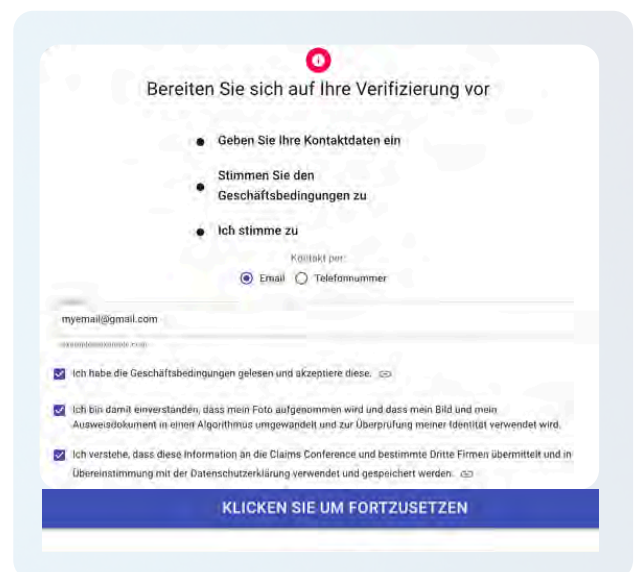 Bereiten Sie sich auf Ihre Verifizierung vor
Geben Sie Ihre Kontaktdaten ein
Stimmen Sie den
Geschäftsbedingungen zu
Ich stimme zu
Kontakt per:
Email Telefonnummer
myemail@gmail.com
Ich habe die Geschäftsbedingungen gelesen und akzeptiere diese.
Ich bin damit einverstanden, dass mein Foto aufgenommen wird und dass mein Bild und mein
Ausweisdokument in einen Algorithmus umgewandelt und zur Überprüfung meiner Identität verwendet wird.
Ich verstehe, dass diese Information an die Claims Conference und bestimmte Dritte Firmen übermittelt und in
Übereinstimmung mit der Datenschutzerklärung verwendet und gespeichert werden.
KLICKEN SIE UM FORTZUSETZEN